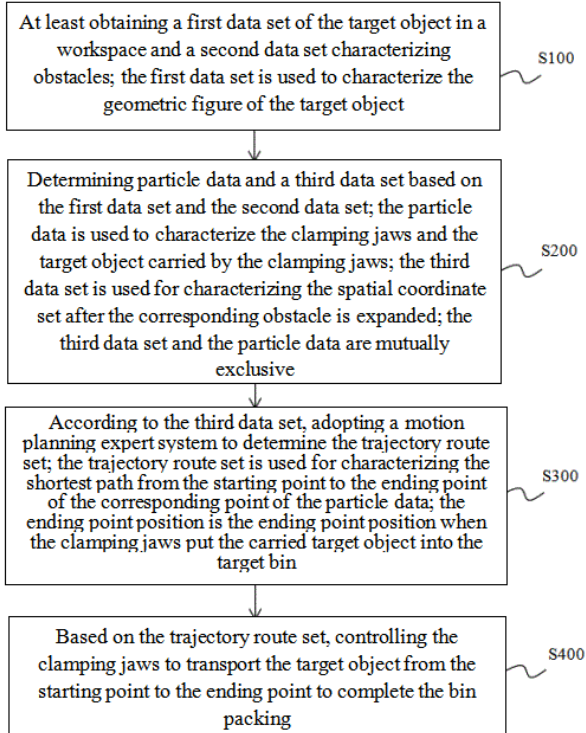 At least obtaining a first data set of the target object in a
workspace and a second data set characterizing
obstacles; the first data set is used to characterize the
geometric figure of the target object
S100
Determining particle data and a third data set based on
the first data set and the second data set; the particle
data is used to characterize the clamping jaws and the
target object carried by the clamping jaws; the third
data set is used for characterizing the spatial coordinate
set after the corresponding obstacle is expanded; the
third data set and the particle data are mutually
exclusive
S200
According to the third data set, adopting a motion
planning expert system to determine the trajectory route
set; the trajectory route set is used for characterizing the
shortest path from the starting point to the ending point
of the corresponding point of the particle data; the
ending point position is the ending point position when
the clamping jaws put the carried target object into the
target bin
S300
Based on the trajectory route set, controlling the
clamping jaws to transport the target object from the
starting point to the ending point to complete the bin
packing
S400